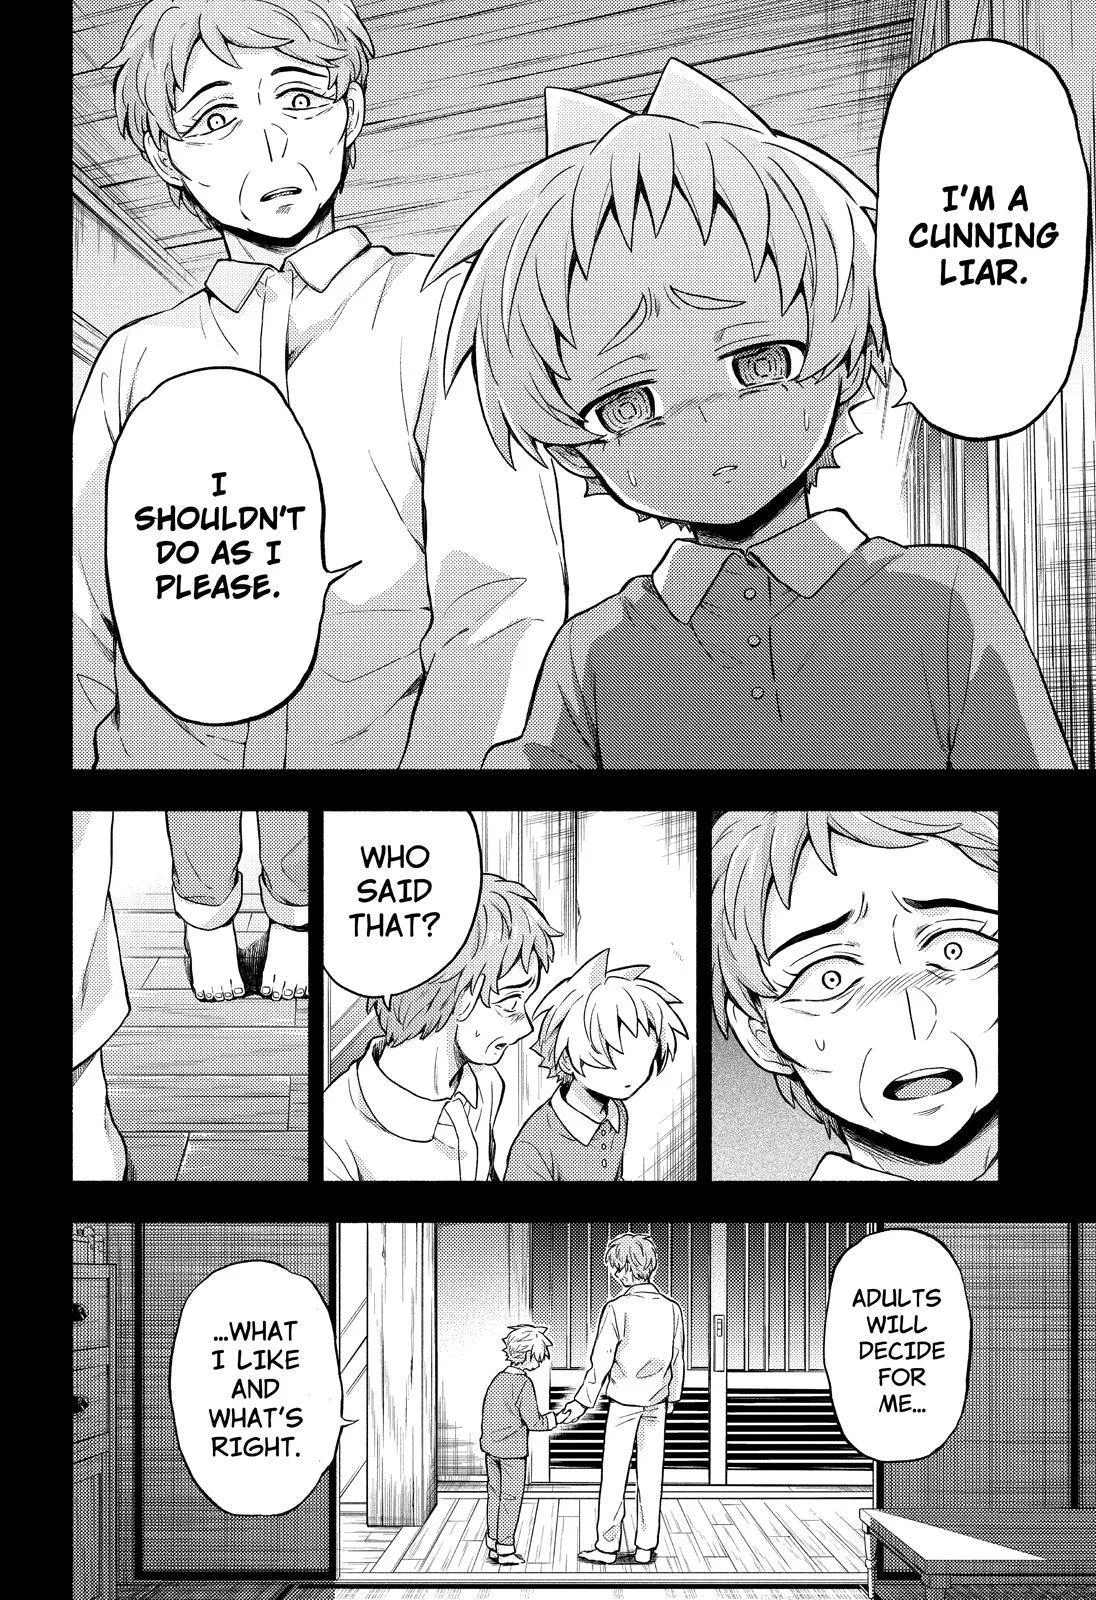 I'M A
CUNNING
LIAR.
I
SHOULDN'T
DO AS I
PLEASE.
WHO
SAID
THAT?
ADULTS
WILL
DECIDE
FOR
ME...
...WHAT
I LIKE
AND
WHAT'S
RIGHT.